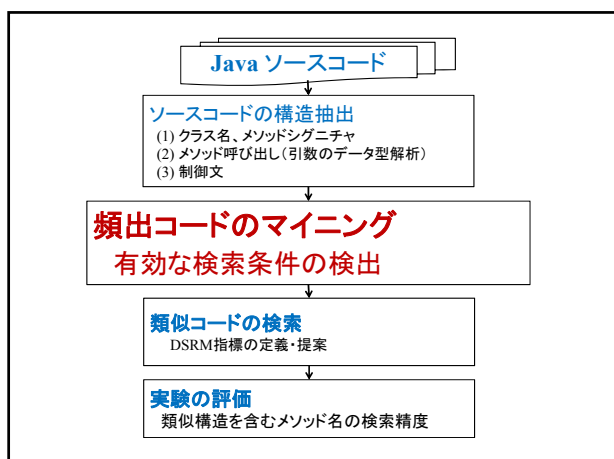 Java ソースコード
ソースコードの構造抽出
(1) クラス名、メソッドシグニチャ
(2) メソッド呼び出し(引数のデータ型解析)
(3) 制御文
頻出コードのマイニング
有効な検索条件の検出
類似コードの検索
DSRM指標の定義・提案
実験の評価
類似構造を含むメソッド名の検索精度